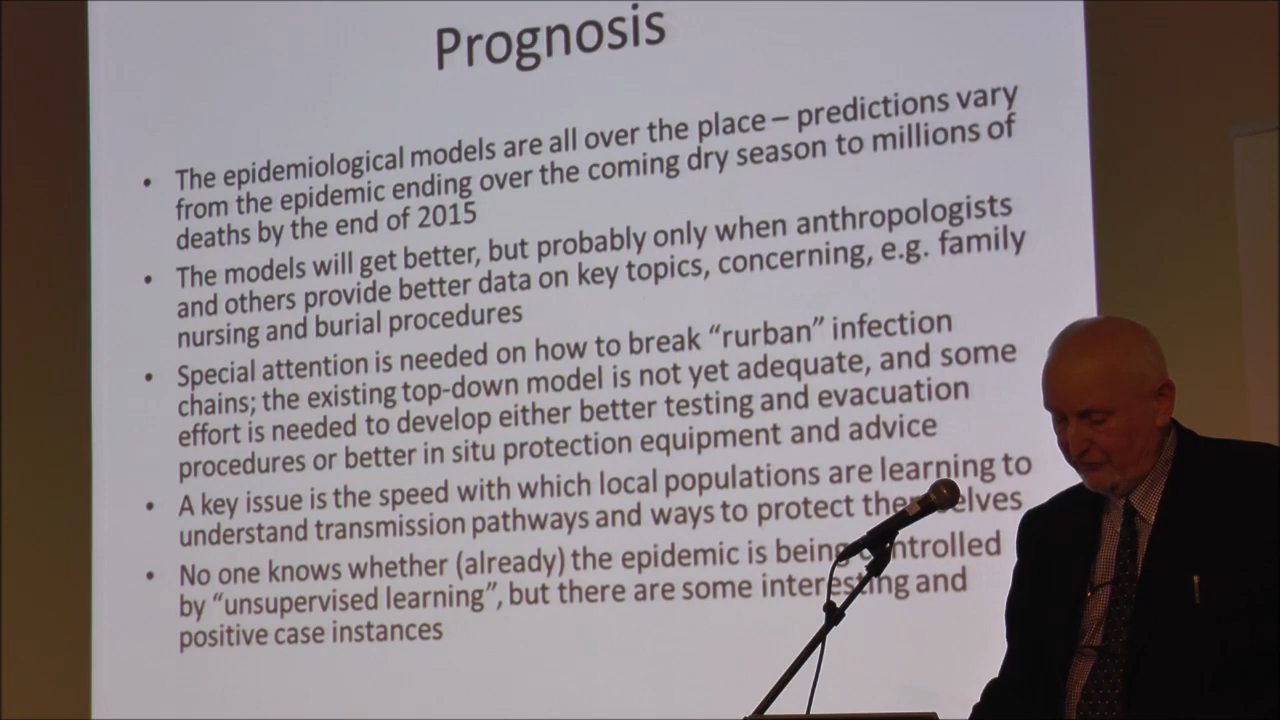 Prognosis
• The epidemiological models are all over the place – predictions vary
from the epidemic ending over the coming dry season to millions of
deaths by the end of 2015
• The models will get better, but probably only when anthropologists
and others provide better data on key topics, concerning, e.g. family
nursing and burial procedures
• Special attention is needed on how to break “rurban” infection
chains; the existing top-down model is not yet adequate, and some
effort is needed to develop either better testing and evacuation
procedures or better in situ protection equipment and advice
• A key issue is the speed with which local populations are learning to
understand transmission pathways and ways to protect themselves
• No one knows whether (already) the epidemic is being controlled
by “unsupervised learning”, but there are some interesting and
positive case instances